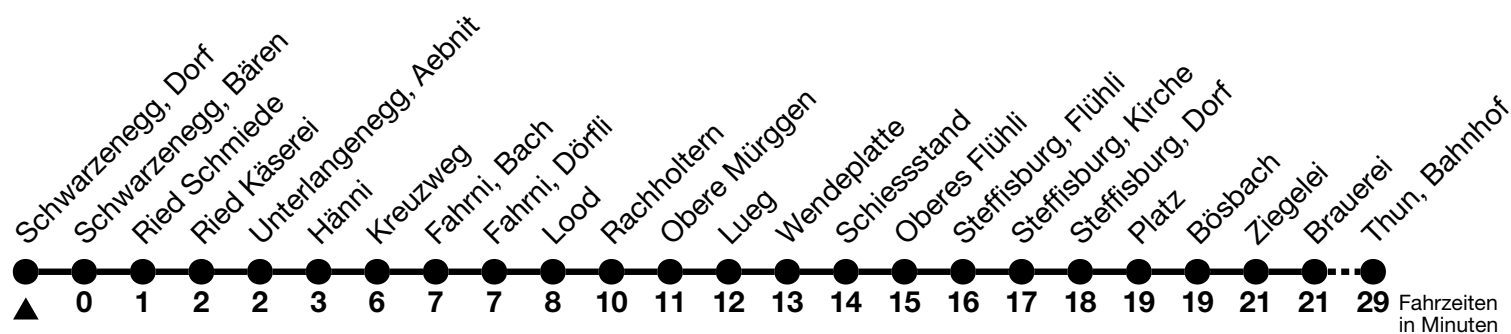 Schwarzenegg, Dorf
Schwarzenegg, Bären
Ried Schmiede
Ried Käserei
Unterlangenegg, Aebnit
Hänni
Kreuzweg
Fahrni, Bach
Fahrni, Dörfli
Lood
Rachholtern
Obere Mürggen
Lueg
Wendeplatte
Schiessstand
Oberes Flühli
Steffisburg, Flühli
Steffisburg, Kirche
Steffisburg, Dorf
Platz
Bösbach
Ziegelei
Brauerei
Thun, Bahnhof
0 1 2 2 3 6 7 7 8 10 11 12 13 14 15 16 17 18 19 19 21 21 29 Fahrzeiten
in Minuten